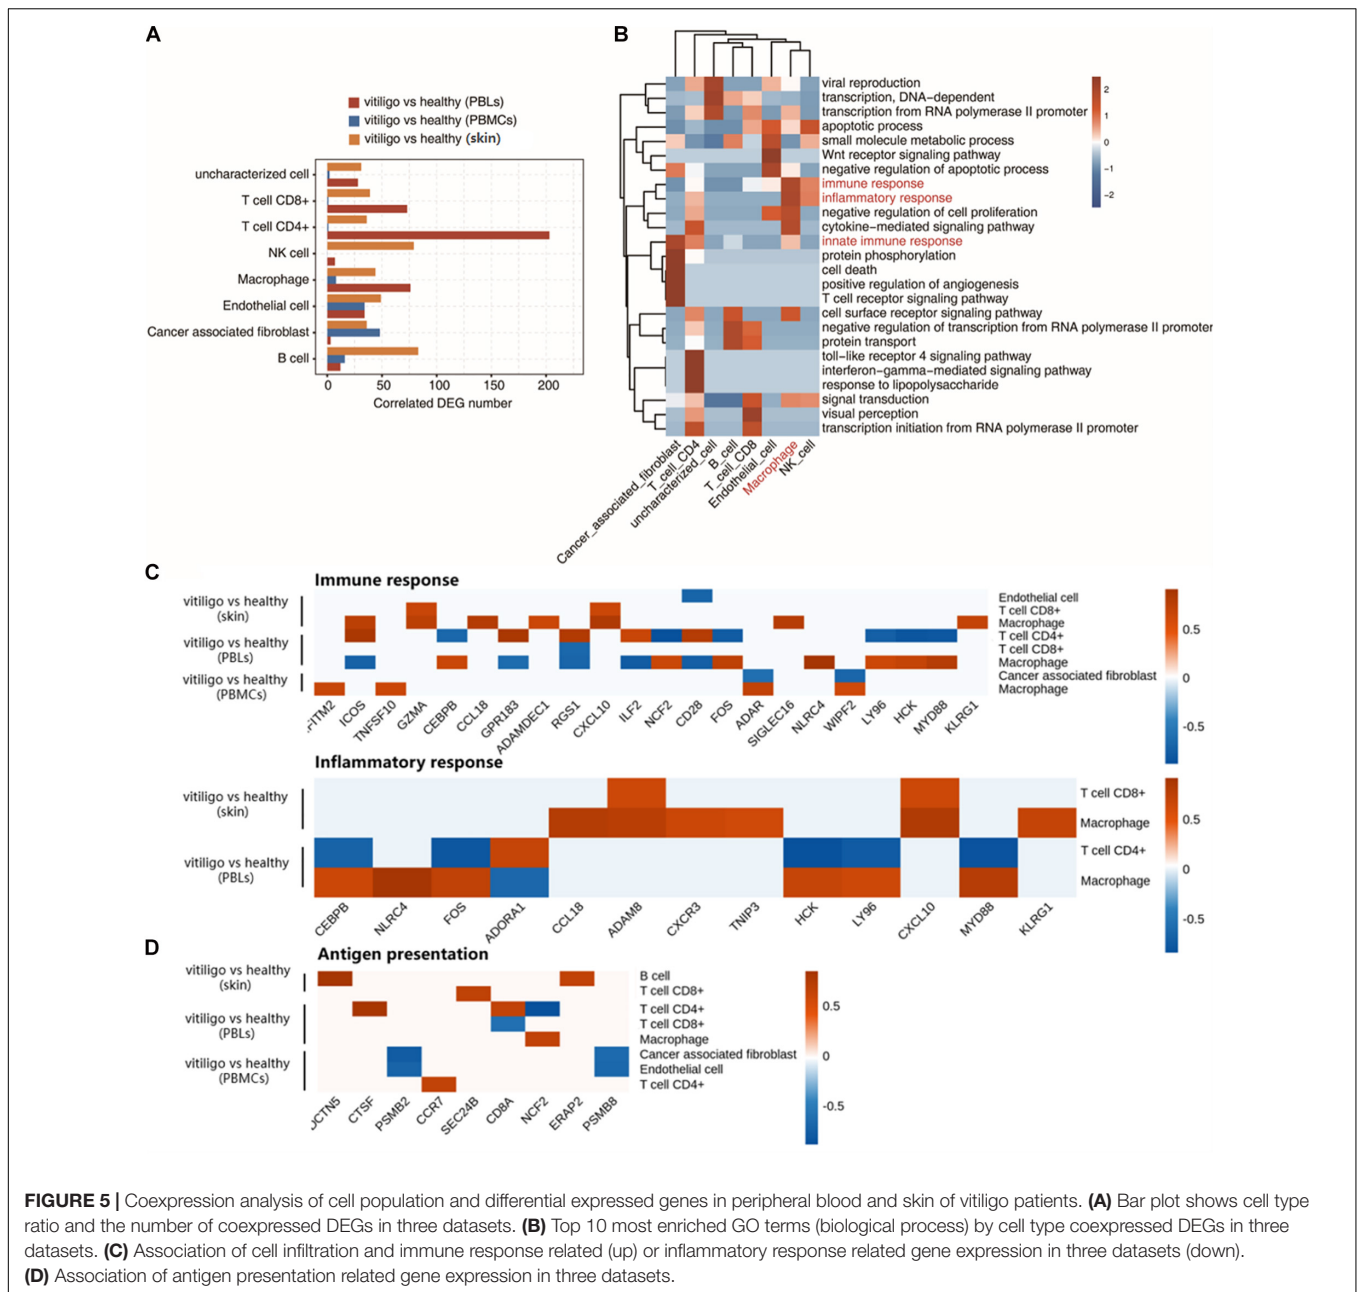 A
vitiligo vs healthy (PBLs)
vitiligo vs healthy (PBMCs)
vitiligo vs healthy (skin)
uncharacterized cell
T cell CD8+
T cell CD4+
NK cell
Macrophage
Endothelial cell
Cancer associated fibroblast
B cell
0 50 100 150 200
Correlated DEG number
B
viral reproduction
transcription, DNA−dependent
transcription from RNA polymerase II promoter
apoptotic process
small molecule metabolic process
Wnt receptor signaling pathway
negative regulation of apoptotic process
immune response
inflammatory response
negative regulation of cell proliferation
cytokine−mediated signaling pathway
innate immune response
protein phosphorylation
cell death
positive regulation of angiogenesis
T cell receptor signaling pathway
cell surface receptor signaling pathway
negative regulation of transcription from RNA polymerase II promoter
protein transport
toll−like receptor 4 signaling pathway
interferon−gamma−mediated signaling pathway
response to lipopolysaccharide
signal transduction
visual perception
transcription initiation from RNA polymerase II promoter
2
1
0
−1
−2
Cancer_associated_fibroblast
T_cell_CD4
uncharacterized_cell
B_cell
T_cell_CD8
Endothelial_cell
Macrophage
NK_cell
C
Immune response
vitiligo vs healthy
(skin)
vitiligo vs healthy
(PBLs)
vitiligo vs healthy
(PBMCs)
Endothelial cell
T cell CD8+
Macrophage
T cell CD4+
T cell CD8+
Macrophage
Cancer associated fibroblast
Macrophage
0.5
0
-0.5
FITM2 ICOS TNFSF10 GZMA CEBPB CCL18 GPR183 ADAMDEC1 RGS1 CXCL10 ILF2 NCF2 CD28 FOS ADAR SIGLEC16 NLRC4 WIPF2 LY96 HCK MYD88 KLRG1
Inflammatory response
vitiligo vs healthy
(skin)
vitiligo vs healthy
(PBLs)
T cell CD8+
Macrophage
T cell CD4+
Macrophage
0.5
0
-0.5
CEBPB NLRC4 FOS ADORA1 CCL18 ADAM8 CXCR3 TNIP3 HCK LY96 CXCL10 MYD88 KLRG1
D
Antigen presentation
vitiligo vs healthy
(skin)
vitiligo vs healthy
(PBLs)
vitiligo vs healthy
(PBMCs)
B cell
T cell CD8+
T cell CD4+
T cell CD8+
Macrophage
Cancer associated fibroblast
Endothelial cell
T cell CD4+
0.5
0
-0.5
CTSF PSMB2 CCR7 SEC24B CD8A NCF2 ERAP2 PSMB8
FIGURE 5 | Coexpression analysis of cell population and differential expressed genes in peripheral blood and skin of vitiligo patients. (A) Bar plot shows cell type
ratio and the number of coexpressed DEGs in three datasets. (B) Top 10 most enriched GO terms (biological process) by cell type coexpressed DEGs in three
datasets. (C) Association of cell infiltration and immune response related (up) or inflammatory response related gene expression in three datasets (down).
(D) Association of antigen presentation related gene expression in three datasets.